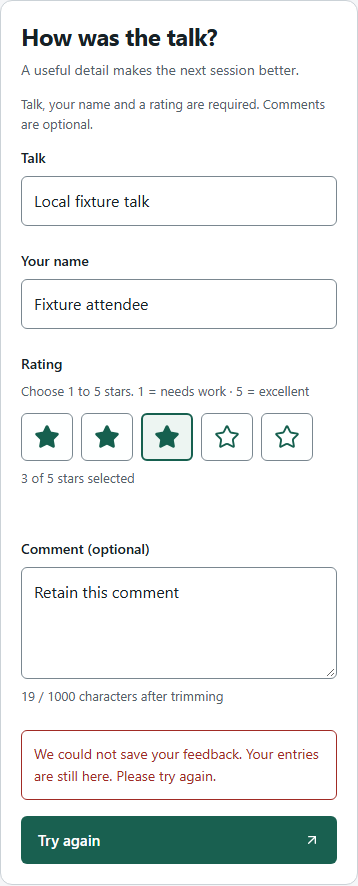 How was the talk?
A useful detail makes the next session better.
Talk, your name and a rating are required. Comments
are optional.
Talk
Local fixture talk
Your name
Fixture attendee
Rating
Choose 1 to 5 stars. 1 = needs work · 5 = excellent
3 of 5 stars selected
Comment (optional)
Retain this comment
19 / 1000 characters after trimming
We could not save your feedback. Your entries
are still here. Please try again.
Try again